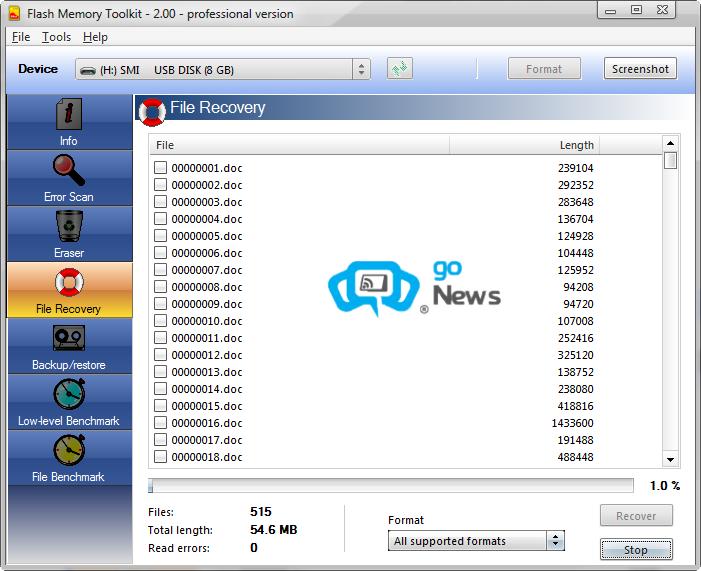 Flash Memory Toolkit - 2.00 - professional version
File Tools Help
Device (H:) SMI USB DISK (8 GB) Format Screenshot
Info
Error Scan
Eraser
File Recovery
Backup/restore
Low-level Benchmark
File Benchmark
File Recovery
File Length
00000001.doc 239104
00000002.doc 292352
00000003.doc 283648
00000004.doc 136704
00000005.doc 124928
00000006.doc 104448
00000007.doc 125952
00000008.doc 94208
00000009.doc 94720
00000010.doc 107008
00000011.doc 252416
00000012.doc 325120
00000013.doc 138752
00000014.doc 238080
00000015.doc 418816
00000016.doc 1433600
00000017.doc 191488
00000018.doc 488448
go
News
®
1.0 %
Files: 515
Total length: 54.6 MB
Read errors: 0
Format
All supported formats
Recover
Stop